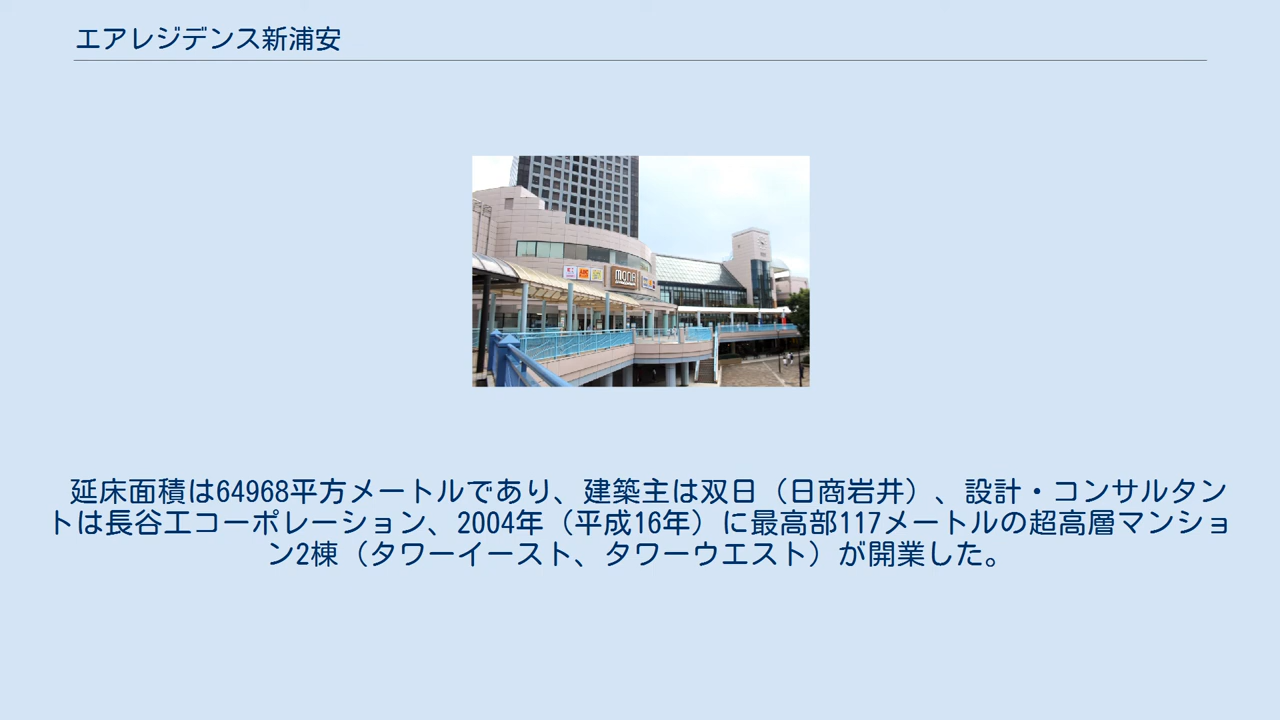 エアレジデンス新浦安
mona
延床面積は64968平方メートルであり、建築主は双日（日商岩井）、設計・コンサルタン
トは長谷工コーポレーション、2004年（平成16年）に最高部117メートルの超高層マンショ
ン2棟（タワーイースト、タワーウエスト）が開業した。